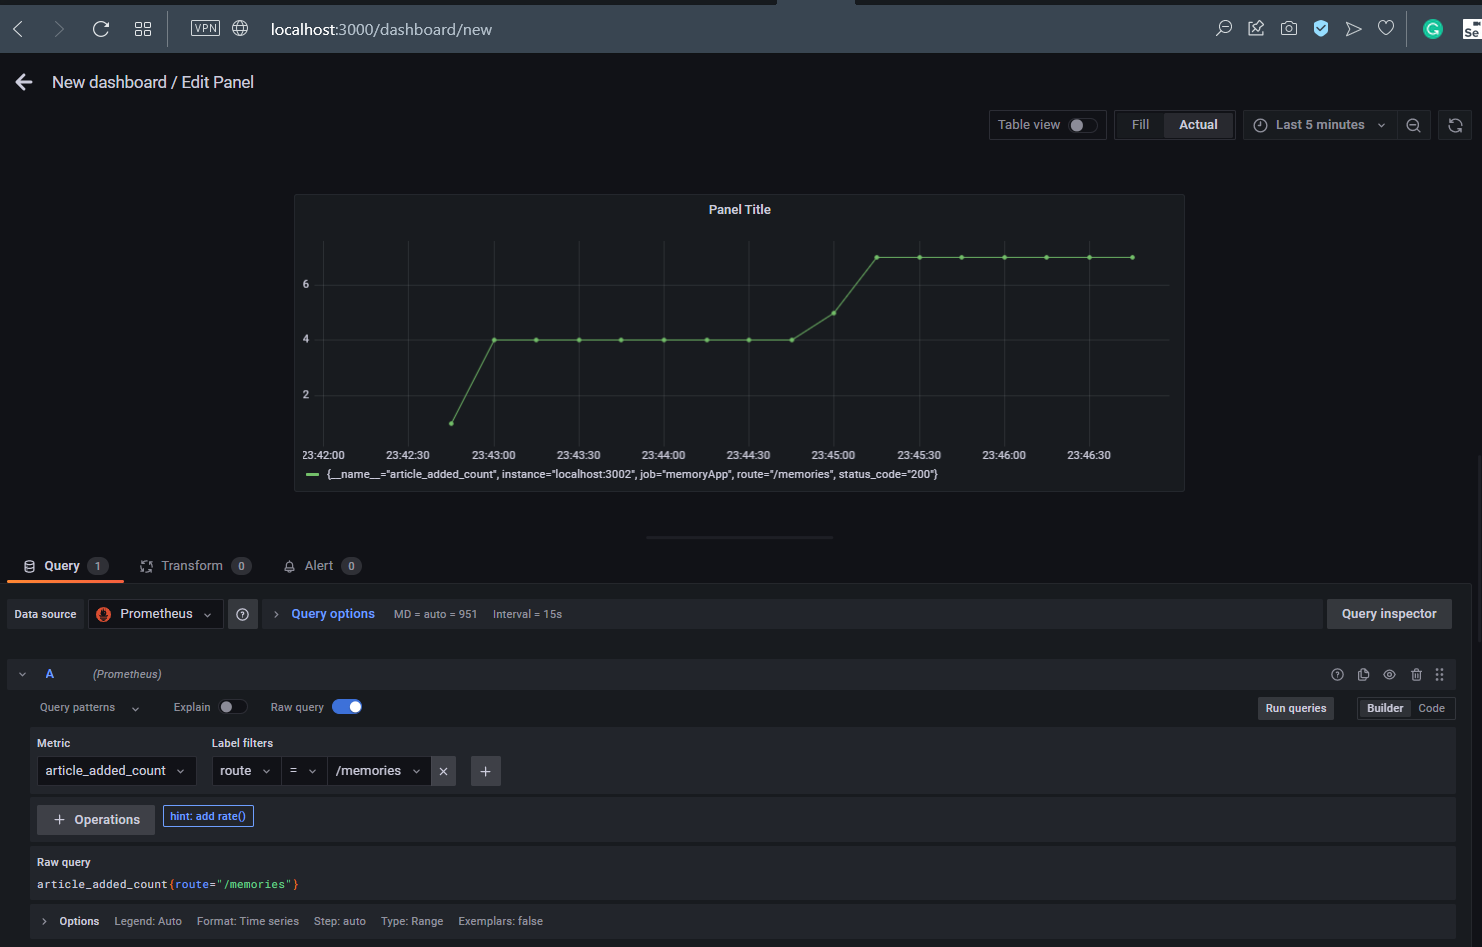 VPN localhost:3000/dashboard/new Se
New dashboard / Edit Panel
Table view Fill Actual Last 5 minutes
Panel Title
6
4
2
23:42:00 23:42:30 23:43:00 23:43:30 23:44:00 23:44:30 23:45:00 23:45:30 23:46:00 23:46:30
{__name__="article_added_count", instance="localhost:3002", job="memoryApp", route="/memories", status_code="200"}
Query 1 Transform 0 Alert 0
Data source Prometheus Query options MD = auto = 951 Interval = 15s Query inspector
A (Prometheus)
Query patterns Explain Raw query Run queries Builder Code
Metric Label filters
article_added_count route = /memories
+ Operations hint: add rate()
Raw query
article_added_count{route="/memories"}
Options Legend: Auto Format: Time series Step: auto Type: Range Exemplars: false